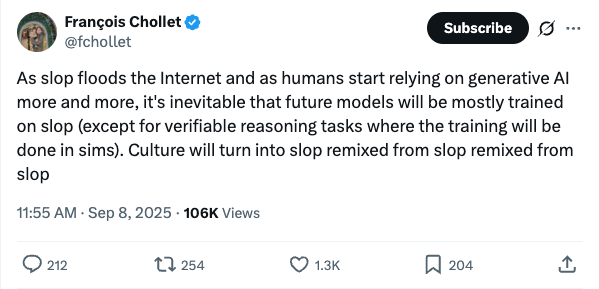 François Chollet
@fchollet
Subscribe
As slop floods the Internet and as humans start relying on generative AI
more and more, it's inevitable that future models will be mostly trained
on slop (except for verifiable reasoning tasks where the training will be
done in sims). Culture will turn into slop remixed from slop remixed from
slop
11:55 AM · Sep 8, 2025 · 106K Views
212 254 1.3K 204